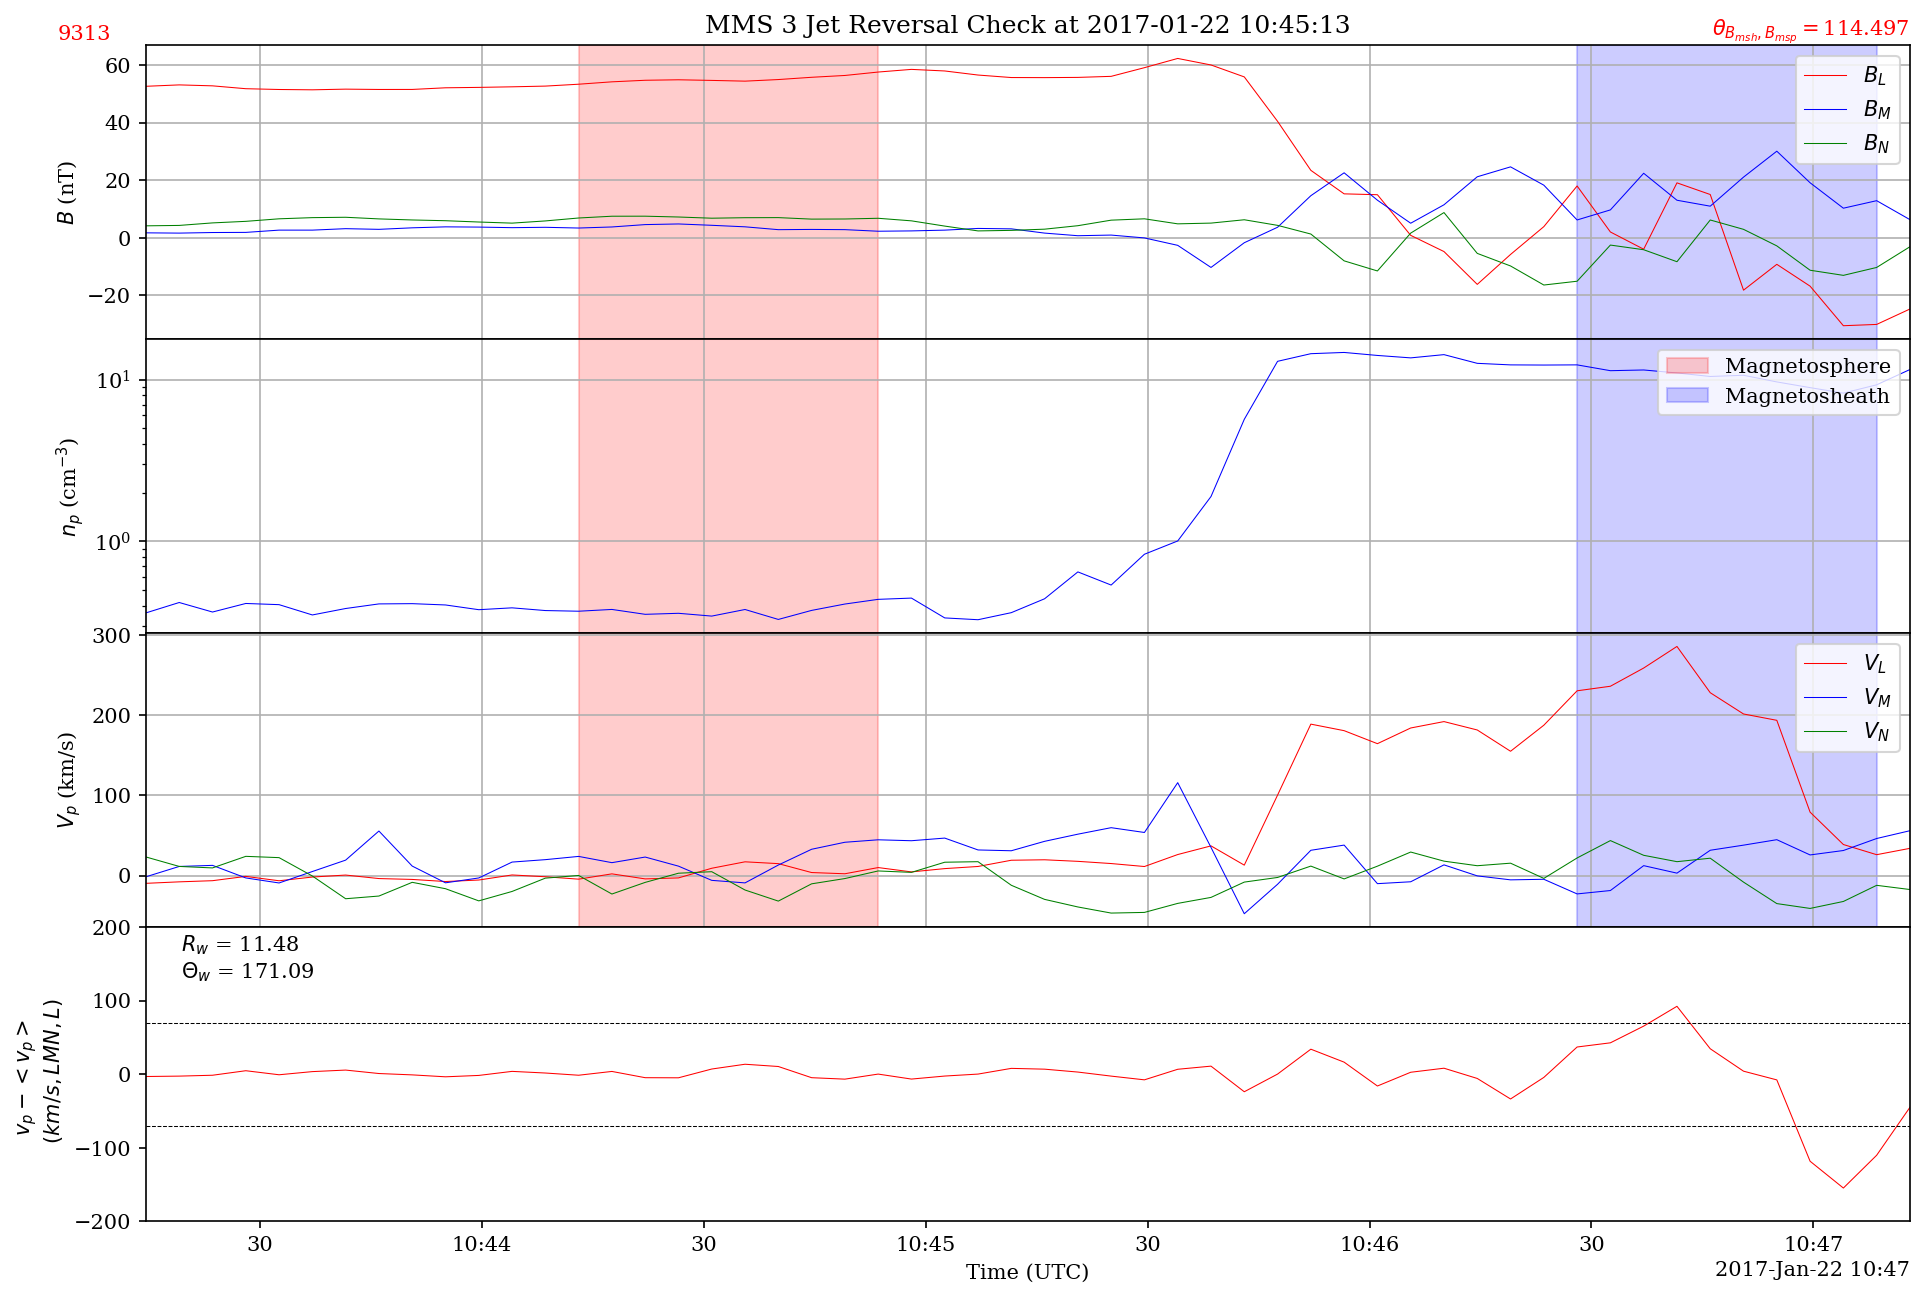 9313
MMS 3 Jet Reversal Check at 2017-01-22 10:45:13
θ_{B_{msh}, B_{msp}} = 114.497
60
40
20
0
−20
B (nT)
B_L
B_M
B_N
10^1
10^0
n_p (cm^{−3})
Magnetosphere
Magnetosheath
300
200
100
0
V_p (km/s)
V_L
V_M
V_N
200
100
0
−100
−200
v_p − < v_p >
(km/s, LMN, L)
R_w = 11.48
Θ_w = 171.09
30
10:44
30
10:45
30
10:46
30
10:47
Time (UTC)
2017-Jan-22 10:47